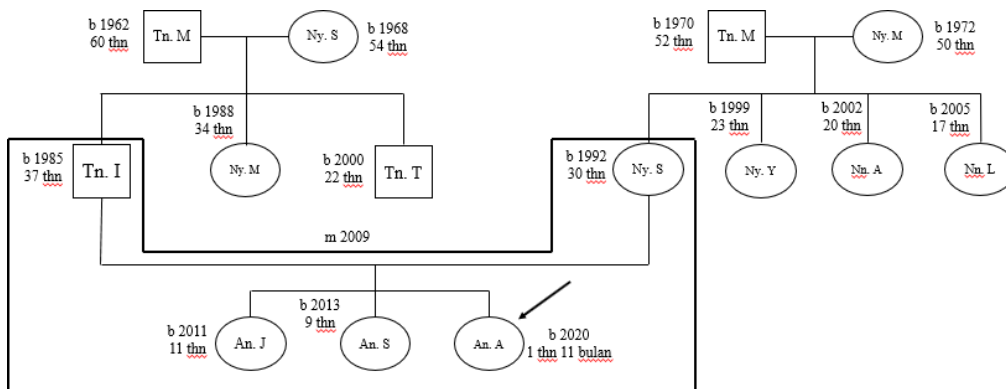 b 1962
60 thn
Tn. M
Ny. S
b 1968
54 thn
b 1970
52 thn
Tn. M
Ny. M
b 1972
50 thn
b 1985
37 thn
Tn. I
b 1988
34 thn
Ny. M
b 2000
22 thn
Tn. T
b 1992
30 thn
Ny. S
b 1999
23 thn
Ny. Y
b 2002
20 thn
Nn. A
b 2005
17 thn
Nn. L
m 2009
b 2011
11 thn
An. J
b 2013
9 thn
An. S
An. A
b 2020
1 thn 11 bulan